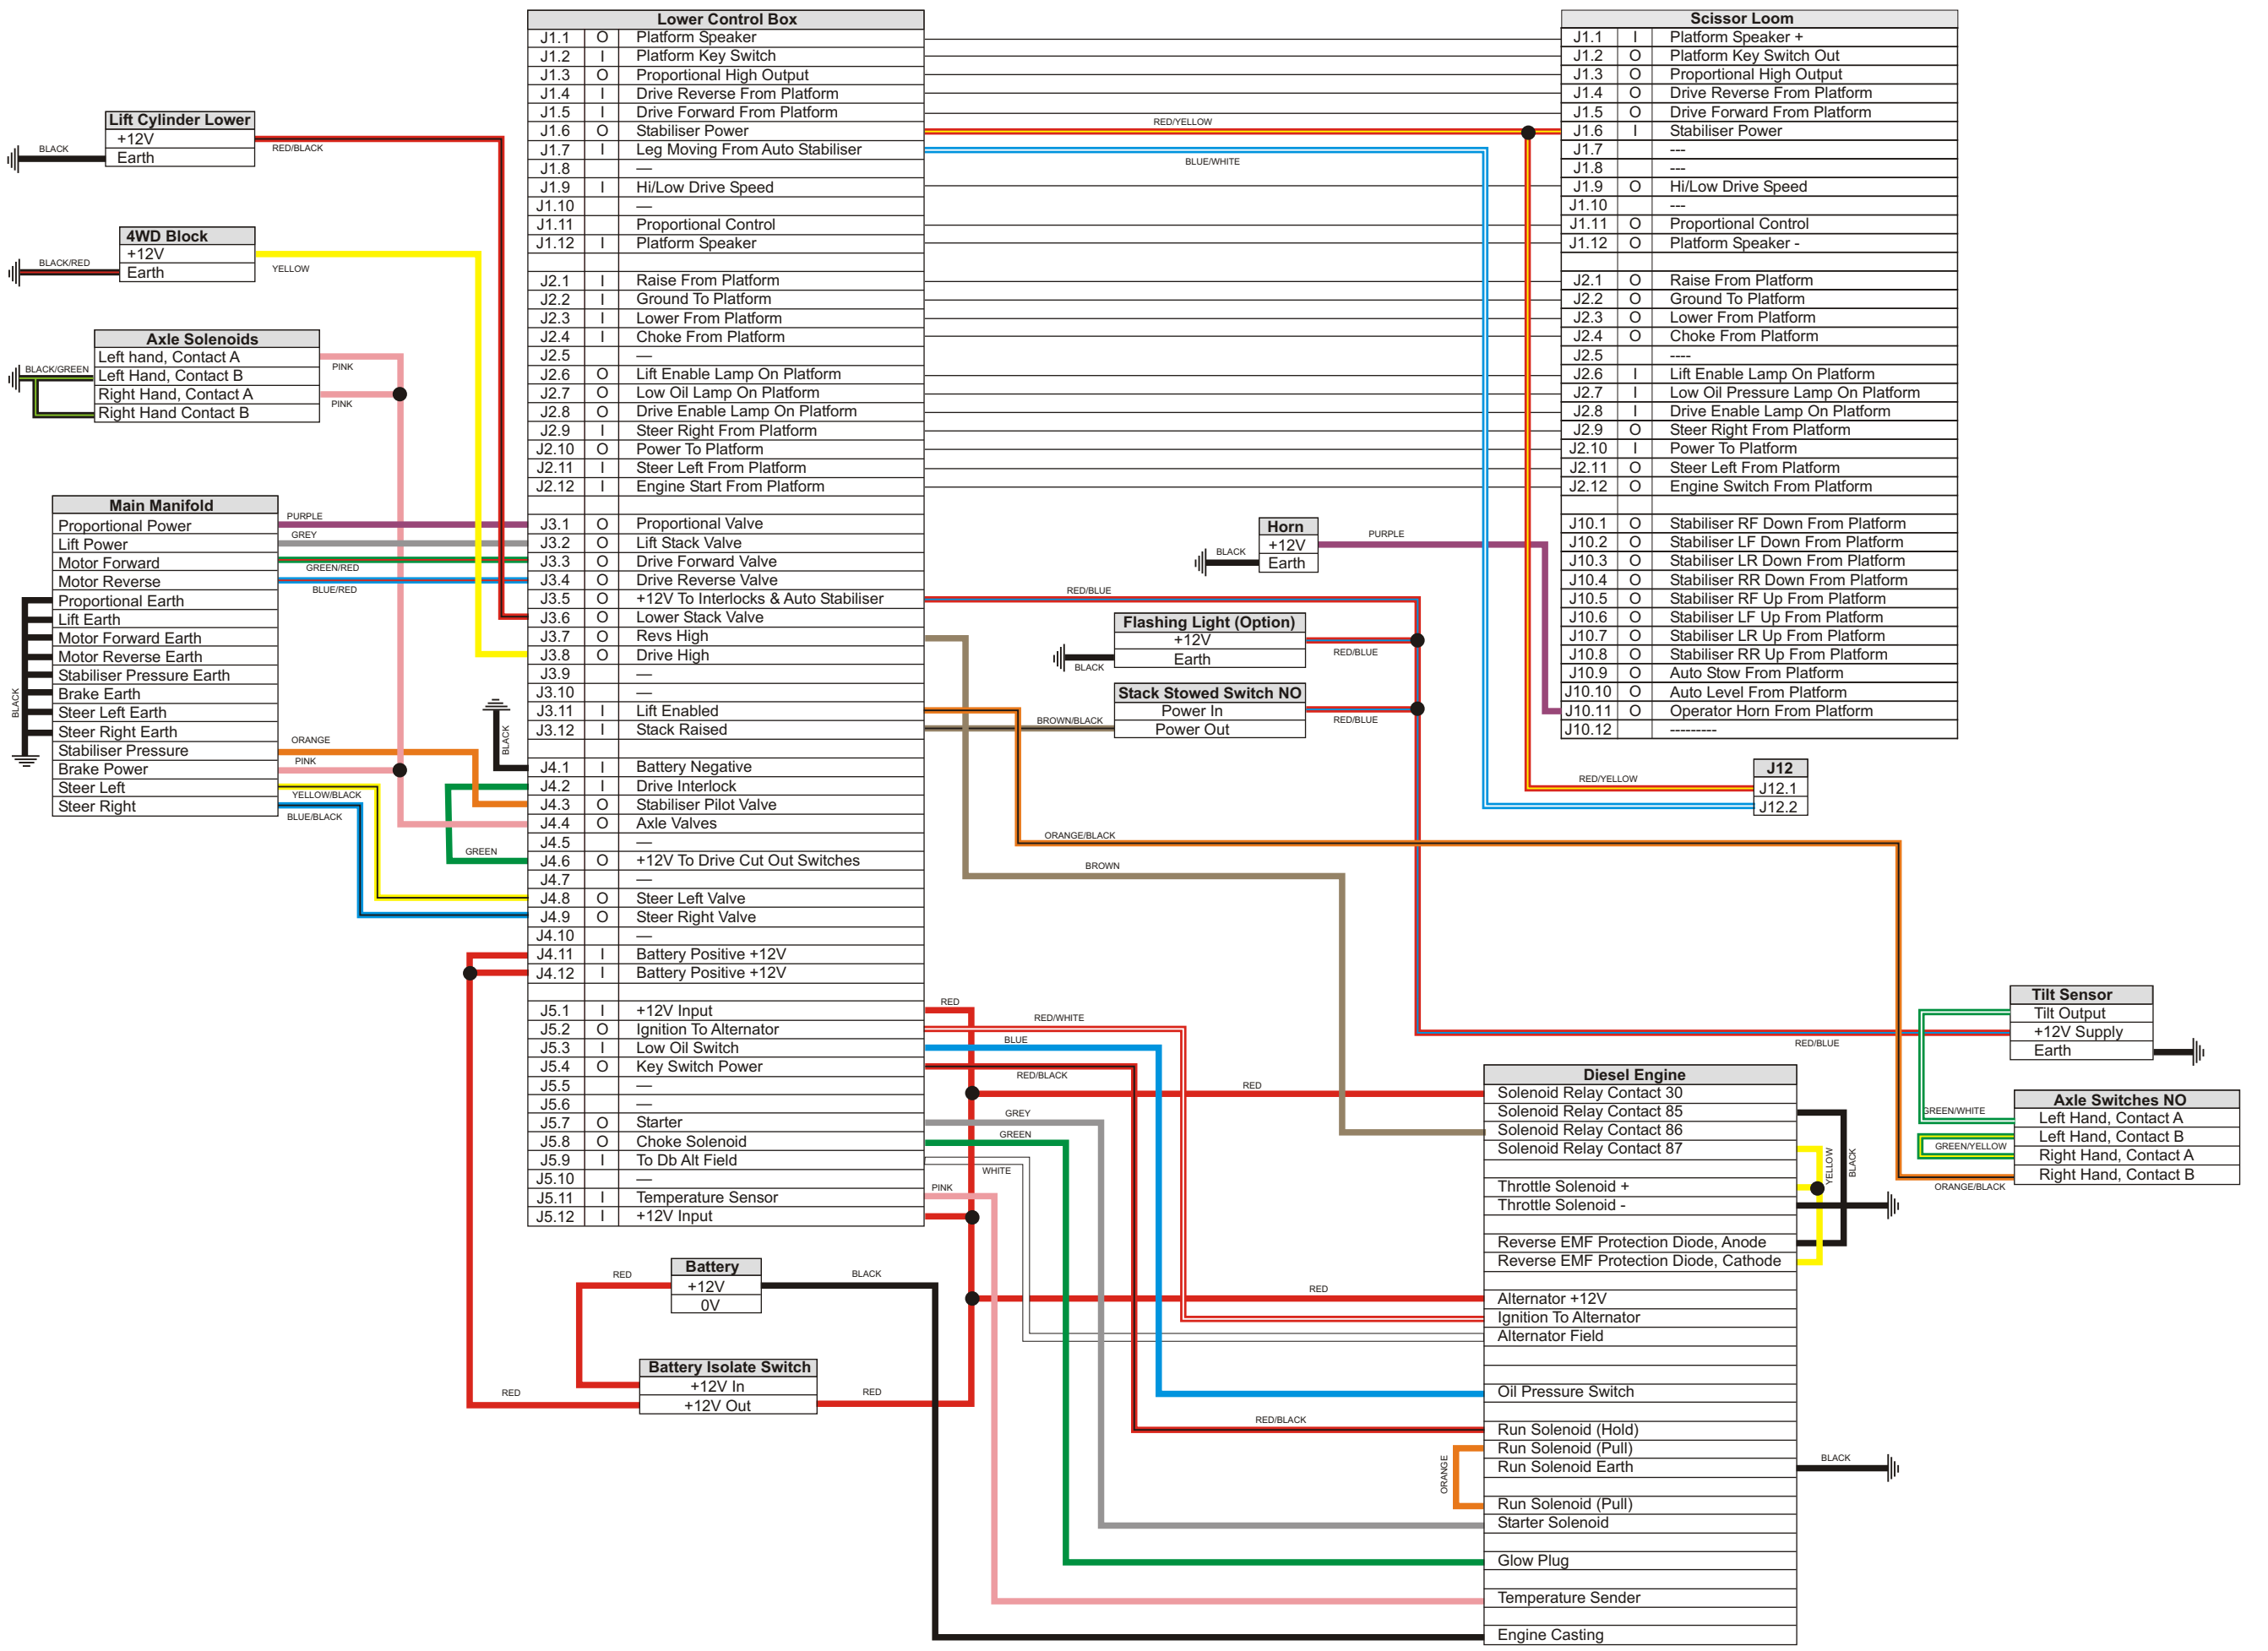 Lower Control Box
J1.1 O Platform Speaker
J1.2 I Platform Key Switch
J1.3 O Proportional High Output
J1.4 I Drive Reverse From Platform
J1.5 I Drive Forward From Platform
J1.6 O Stabiliser Power
J1.7 I Leg Moving From Auto Stabiliser
J1.8 —
J1.9 I Hi/Low Drive Speed
J1.10 —
J1.11 Proportional Control
J1.12 I Platform Speaker
J2.1 I Raise From Platform
J2.2 I Ground To Platform
J2.3 I Lower From Platform
J2.4 I Choke From Platform
J2.5 —
J2.6 O Lift Enable Lamp On Platform
J2.7 O Low Oil Lamp On Platform
J2.8 O Drive Enable Lamp On Platform
J2.9 I Steer Right From Platform
J2.10 O Power To Platform
J2.11 I Steer Left From Platform
J2.12 I Engine Start From Platform
J3.1 O Proportional Valve
J3.2 O Lift Stack Valve
J3.3 O Drive Forward Valve
J3.4 O Drive Reverse Valve
J3.5 O +12V To Interlocks & Auto Stabiliser
J3.6 O Lower Stack Valve
J3.7 O Revs High
J3.8 O Drive High
J3.9 —
J3.10 —
J3.11 I Lift Enabled
J3.12 I Stack Raised
J4.1 I Battery Negative
J4.2 I Drive Interlock
J4.3 O Stabiliser Pilot Valve
J4.4 O Axle Valves
J4.5 —
J4.6 O +12V To Drive Cut Out Switches
J4.7 —
J4.8 O Steer Left Valve
J4.9 O Steer Right Valve
J4.10 —
J4.11 I Battery Positive +12V
J4.12 I Battery Positive +12V
J5.1 I +12V Input
J5.2 O Ignition To Alternator
J5.3 I Low Oil Switch
J5.4 O Key Switch Power
J5.5 —
J5.6 —
J5.7 O Starter
J5.8 O Choke Solenoid
J5.9 I To Db Alt Field
J5.10 —
J5.11 I Temperature Sensor
J5.12 I +12V Input
Scissor Loom
J1.1 I Platform Speaker +
J1.2 O Platform Key Switch Out
J1.3 O Proportional High Output
J1.4 O Drive Reverse From Platform
J1.5 O Drive Forward From Platform
J1.6 I Stabiliser Power
J1.7 ---
J1.8 ---
J1.9 O Hi/Low Drive Speed
J1.10 ---
J1.11 O Proportional Control
J1.12 O Platform Speaker -
J2.1 O Raise From Platform
J2.2 O Ground To Platform
J2.3 O Lower From Platform
J2.4 O Choke From Platform
J2.5 ----
J2.6 I Lift Enable Lamp On Platform
J2.7 I Low Oil Pressure Lamp On Platform
J2.8 I Drive Enable Lamp On Platform
J2.9 O Steer Right From Platform
J2.10 I Power To Platform
J2.11 O Steer Left From Platform
J2.12 O Engine Switch From Platform
J10.1 O Stabiliser RF Down From Platform
J10.2 O Stabiliser LF Down From Platform
J10.3 O Stabiliser LR Down From Platform
J10.4 O Stabiliser RR Down From Platform
J10.5 O Stabiliser RF Up From Platform
J10.6 O Stabiliser LF Up From Platform
J10.7 O Stabiliser LR Up From Platform
J10.8 O Stabiliser RR Up From Platform
J10.9 O Auto Stow From Platform
J10.10 O Auto Level From Platform
J10.11 O Operator Horn From Platform
J10.12 ---------
Lift Cylinder Lower
+12V
Earth
BLACK
RED/BLACK
4WD Block
+12V
Earth
BLACK/RED
YELLOW
Axle Solenoids
Left hand, Contact A
Left Hand, Contact B
Right Hand, Contact A
Right Hand Contact B
BLACK/GREEN
PINK
PINK
Main Manifold
Proportional Power
Lift Power
Motor Forward
Motor Reverse
Proportional Earth
Lift Earth
Motor Forward Earth
Motor Reverse Earth
Stabiliser Pressure Earth
Brake Earth
Steer Left Earth
Steer Right Earth
Stabiliser Pressure
Brake Power
Steer Left
Steer Right
PURPLE
GREY
GREEN/RED
BLUE/RED
BLACK
ORANGE
PINK
YELLOW/BLACK
BLUE/BLACK
BLACK
GREEN
RED/YELLOW
BLUE/WHITE
Horn
+12V
Earth
BLACK
PURPLE
RED/BLUE
Flashing Light (Option)
+12V
Earth
BLACK
RED/BLUE
Stack Stowed Switch NO
Power In
Power Out
BROWN/BLACK
RED/BLUE
J12
J12.1
J12.2
RED/YELLOW
ORANGE/BLACK
BROWN
Tilt Sensor
Tilt Output
+12V Supply
Earth
RED/BLUE
Axle Switches NO
Left Hand, Contact A
Left Hand, Contact B
Right Hand, Contact A
Right Hand, Contact B
GREEN/WHITE
GREEN/YELLOW
ORANGE/BLACK
RED
RED/WHITE
BLUE
RED/BLACK
RED
GREY
GREEN
WHITE
PINK
Diesel Engine
Solenoid Relay Contact 30
Solenoid Relay Contact 85
Solenoid Relay Contact 86
Solenoid Relay Contact 87
Throttle Solenoid +
Throttle Solenoid -
Reverse EMF Protection Diode, Anode
Reverse EMF Protection Diode, Cathode
Alternator +12V
Ignition To Alternator
Alternator Field
Oil Pressure Switch
Run Solenoid (Hold)
Run Solenoid (Pull)
Run Solenoid Earth
Run Solenoid (Pull)
Starter Solenoid
Glow Plug
Temperature Sender
Engine Casting
YELLOW
BLACK
RED
RED/BLACK
ORANGE
BLACK
Battery
+12V
0V
RED
BLACK
Battery Isolate Switch
+12V In
+12V Out
RED
RED